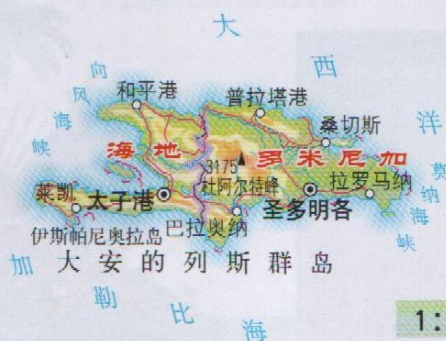 大西洋
向风海峡
和平港
普拉塔港
桑切斯
海地
多米尼加
3175
杜阿尔特峰
莱凯
太子港
圣多明各
拉罗马纳
莫纳海峡
伊斯帕尼奥拉岛
巴拉奥纳
大安的列斯群岛
加勒比海
1: